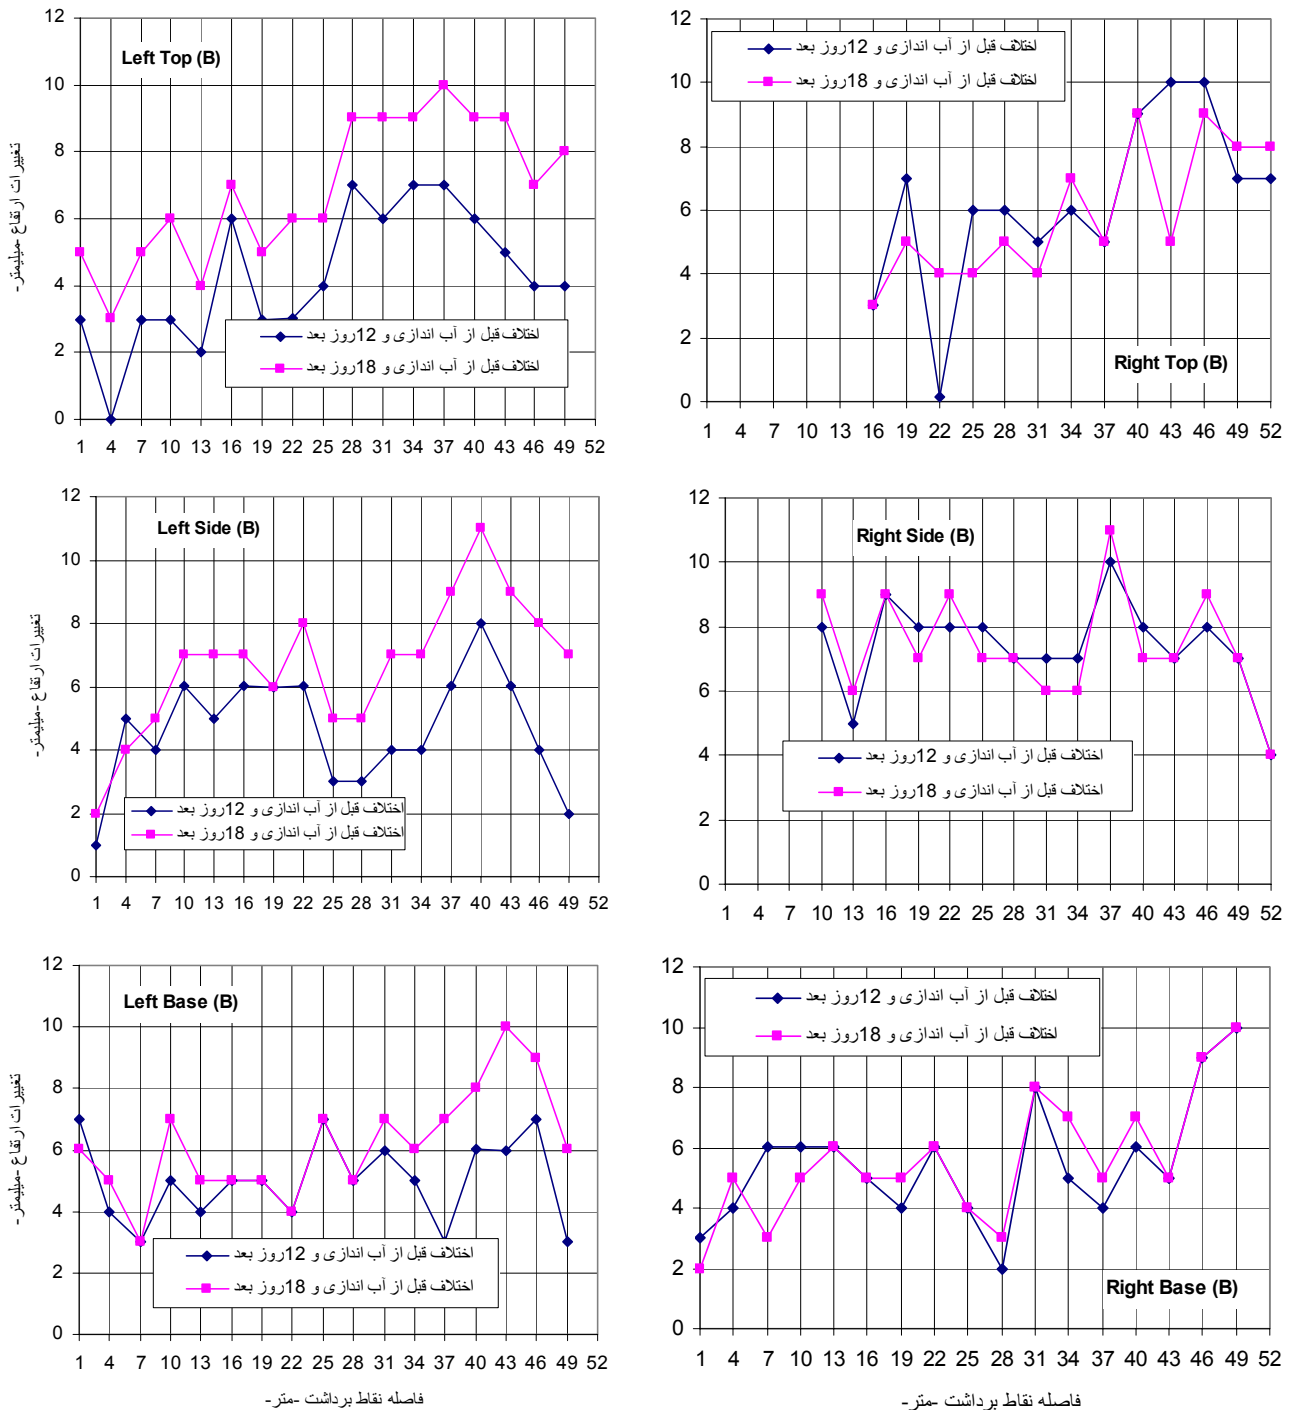 Left Top (B)
تغییرات ارتفاع -میلیمتر-
12
10
8
6
4
2
0
اختلاف قبل از آب اندازی و 12روز بعد
اختلاف قبل از آب اندازی و 18روز بعد
1 4 7 10 13 16 19 22 25 28 31 34 37 40 43 46 49 52
اختلاف قبل از آب اندازی و 12روز بعد
اختلاف قبل از آب اندازی و 18روز بعد
12
10
8
6
4
2
0
Right Top (B)
1 4 7 10 13 16 19 22 25 28 31 34 37 40 43 46 49 52
Left Side (B)
تغییرات ارتفاع -میلیمتر-
12
10
8
6
4
2
0
اختلاف قبل از آب اندازی و 12روز بعد
اختلاف قبل از آب اندازی و 18روز بعد
1 4 7 10 13 16 19 22 25 28 31 34 37 40 43 46 49 52
Right Side (B)
12
10
8
6
4
2
0
اختلاف قبل از آب اندازی و 12روز بعد
اختلاف قبل از آب اندازی و 18روز بعد
1 4 7 10 13 16 19 22 25 28 31 34 37 40 43 46 49 52
Left Base (B)
تغییرات ارتفاع -میلیمتر-
12
10
8
6
4
2
0
اختلاف قبل از آب اندازی و 12روز بعد
اختلاف قبل از آب اندازی و 18روز بعد
1 4 7 10 13 16 19 22 25 28 31 34 37 40 43 46 49 52
فاصله نقاط برداشت -متر-
اختلاف قبل از آب اندازی و 12روز بعد
اختلاف قبل از آب اندازی و 18روز بعد
12
10
8
6
4
2
0
Right Base (B)
1 4 7 10 13 16 19 22 25 28 31 34 37 40 43 46 49 52
فاصله نقاط برداشت -متر-